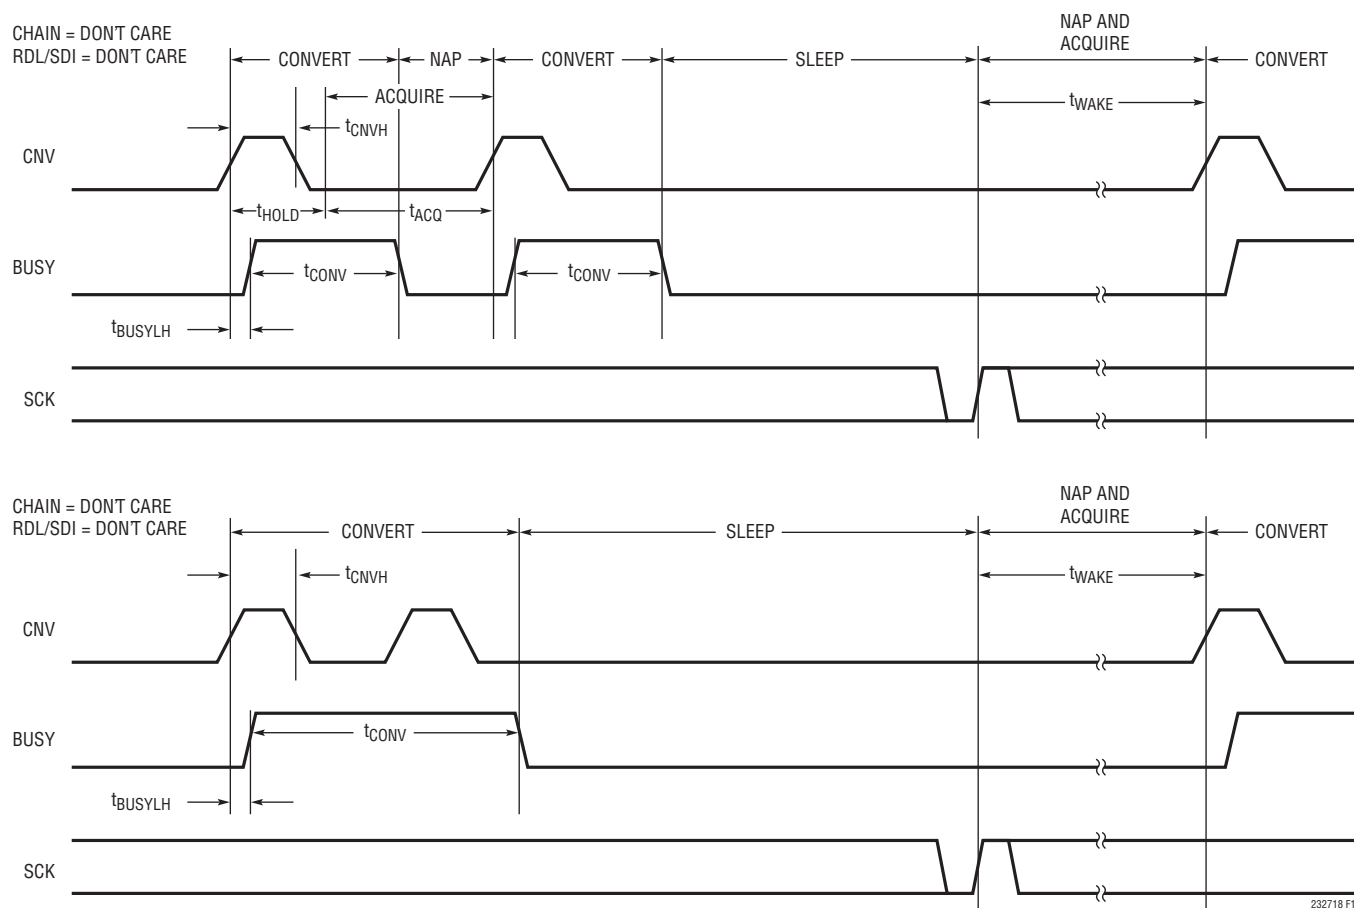 CHAIN = DON'T CARE
RDL/SDI = DON'T CARE
NAP AND
ACQUIRE
CONVERT NAP CONVERT SLEEP CONVERT
ACQUIRE
tWAKE
tCNVH
CNV
tHOLD tACQ
BUSY
tCONV tCONV
tBUSYLH
SCK
CHAIN = DON'T CARE
RDL/SDI = DON'T CARE
NAP AND
ACQUIRE
CONVERT SLEEP CONVERT
tCNVH
tWAKE
CNV
BUSY
tCONV
tBUSYLH
SCK
232718 F1